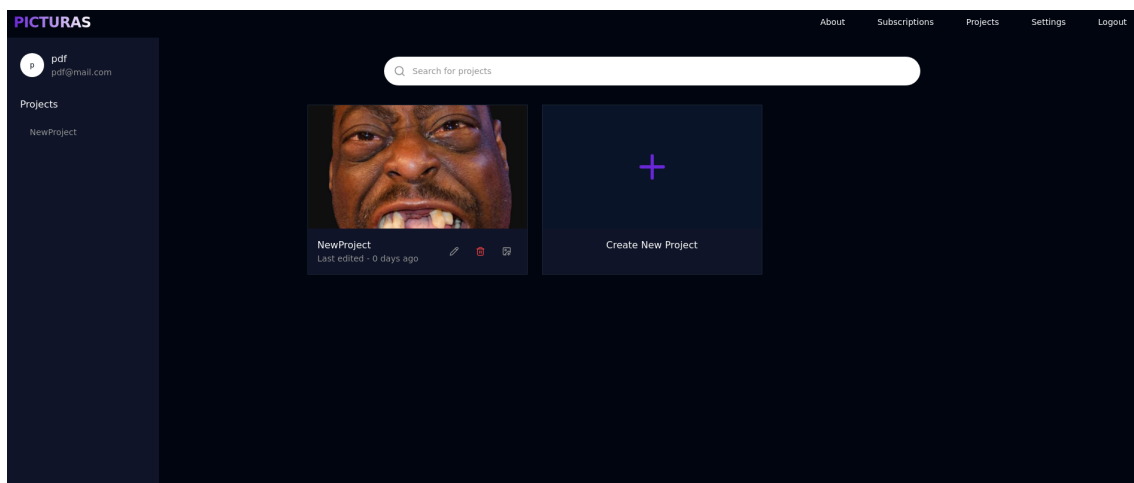 PICTURAS
About Subscriptions Projects Settings Logout
p
pdf
pdf@mail.com
Projects
NewProject
Search for projects
NewProject
Last edited - 0 days ago
Create New Project